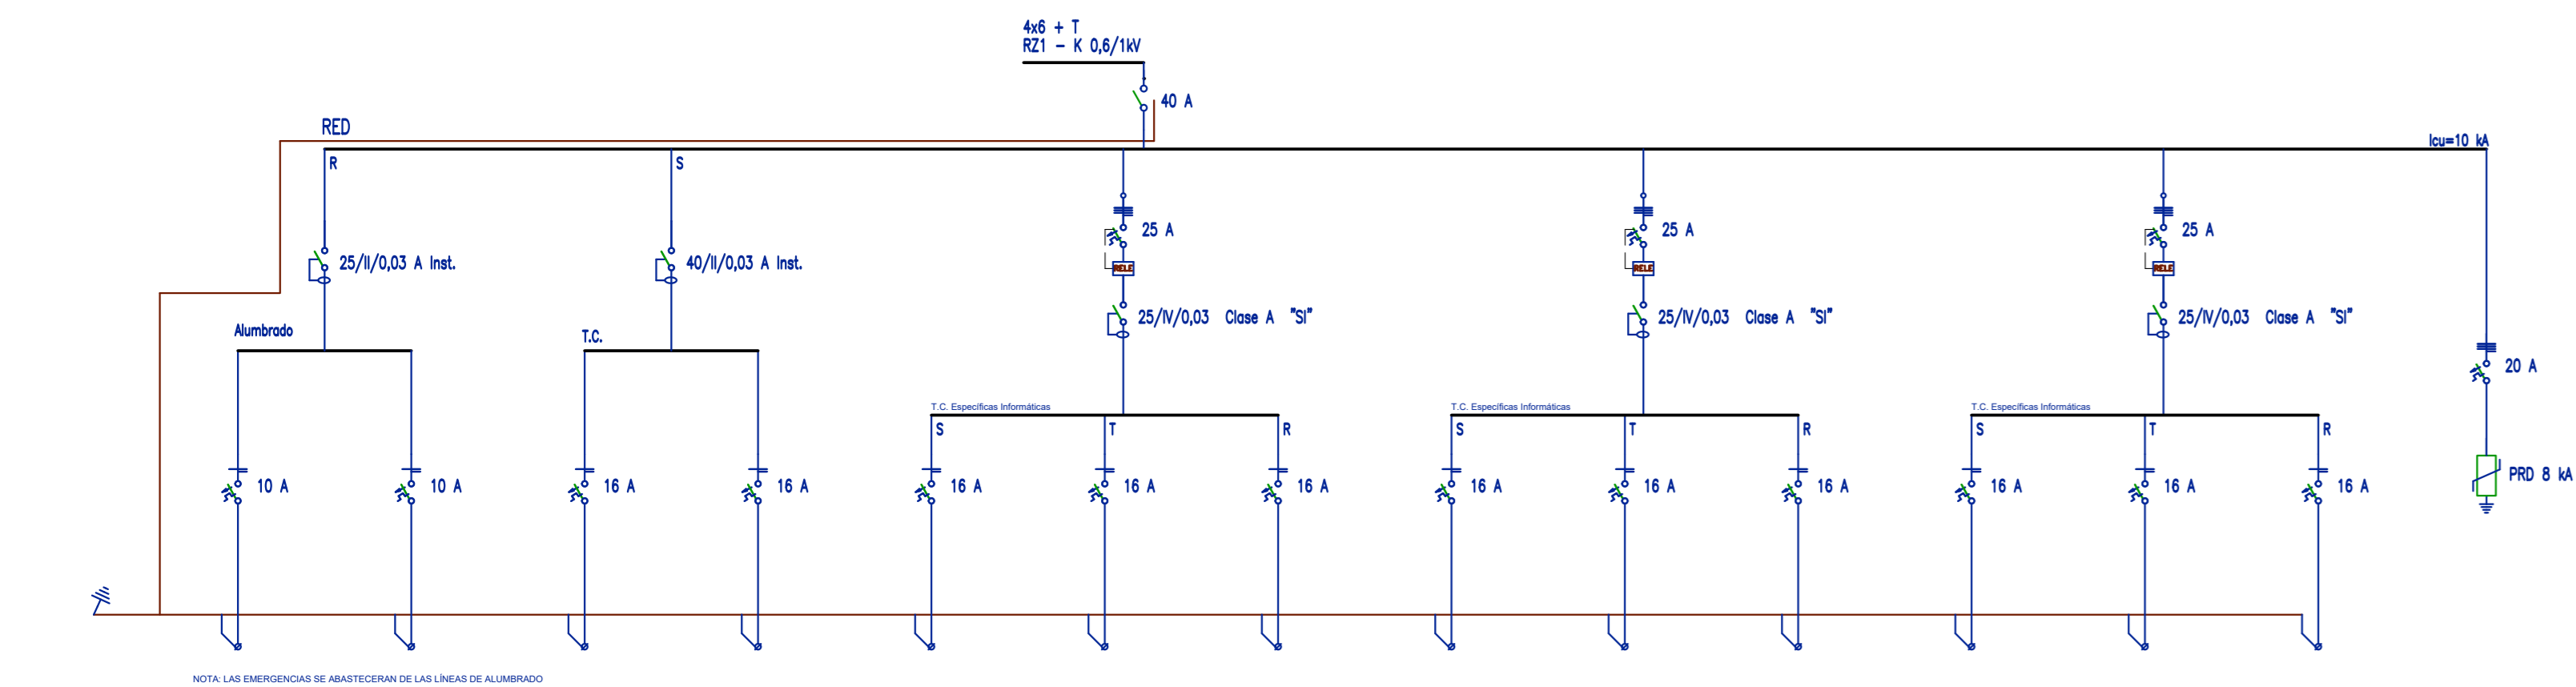 4x6 + T
RZ1 - K 0,6/1kV
40 A
RED
Icu=10 kA
R
S
25 A
25 A
25 A
25/II/0,03 A Inst.
40/II/0,03 A Inst.
RELE
RELE
RELE
25/IV/0,03 Clase A "SI"
25/IV/0,03 Clase A "SI"
25/IV/0,03 Clase A "SI"
Alumbrado
T.C.
20 A
T.C. Específicas Informáticas
T.C. Específicas Informáticas
T.C. Específicas Informáticas
S
T
R
S
T
R
S
T
R
10 A
10 A
16 A
16 A
16 A
16 A
16 A
16 A
16 A
16 A
16 A
16 A
16 A
PRD 8 kA
NOTA: LAS EMERGENCIAS SE ABASTECERAN DE LAS LÍNEAS DE ALUMBRADO